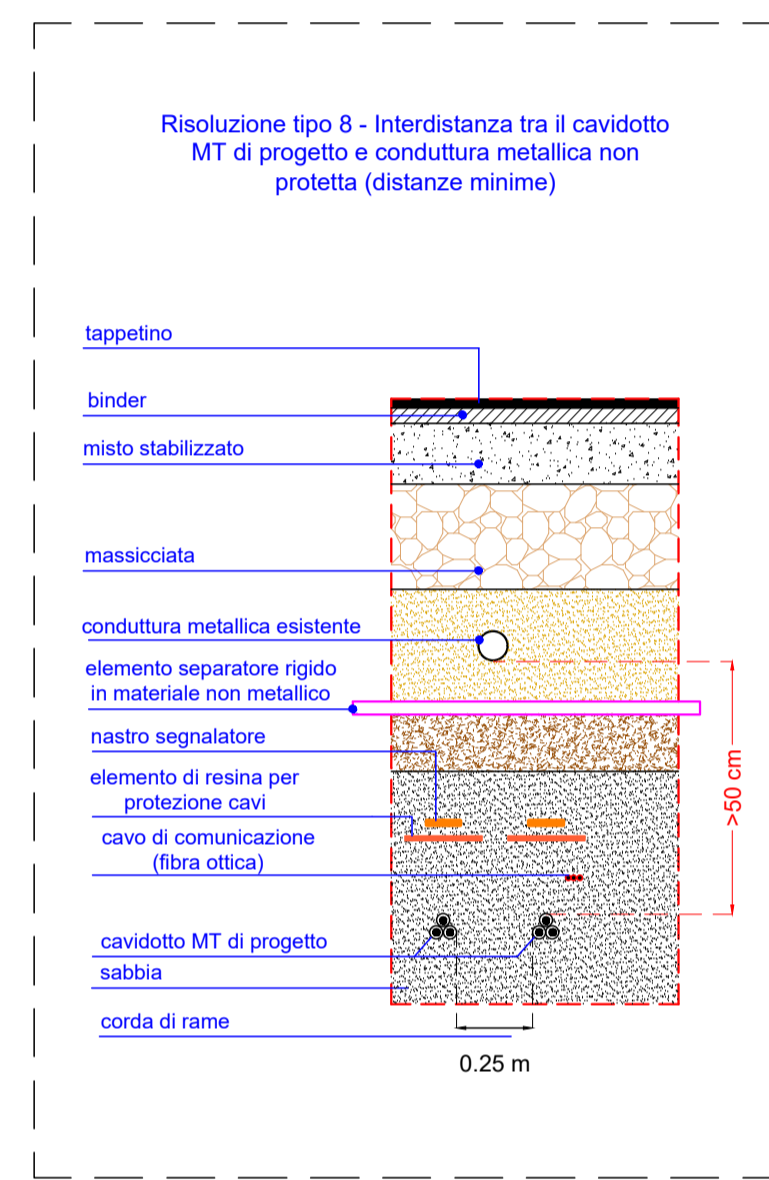 Risoluzione tipo 8 - Interdistanza tra il cavidotto
MT di progetto e conduttura metallica non
protetta (distanze minime)
tappetino
binder
misto stabilizzato
massicciata
conduttura metallica esistente
elemento separatore rigido
in materiale non metallico
nastro segnalatore
elemento di resina per
protezione cavi
cavo di comunicazione
(fibra ottica)
cavidotto MT di progetto
sabbia
corda di rame
>50 cm
0.25 m